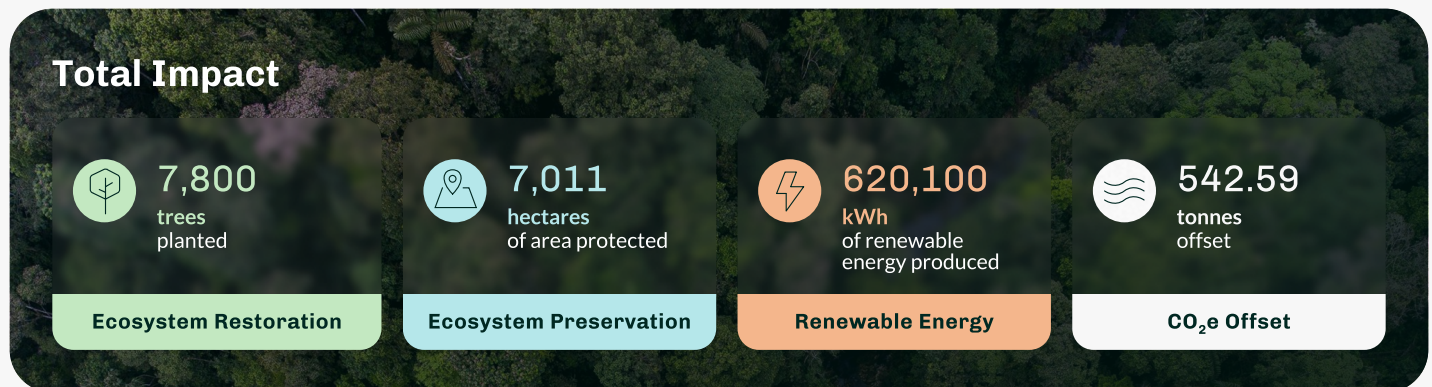 Total Impact
7,800
trees
planted
Ecosystem Restoration
7,011
hectares
of area protected
Ecosystem Preservation
620,100
kWh
of renewable
energy produced
Renewable Energy
542.59
tonnes
offset
CO₂e Offset